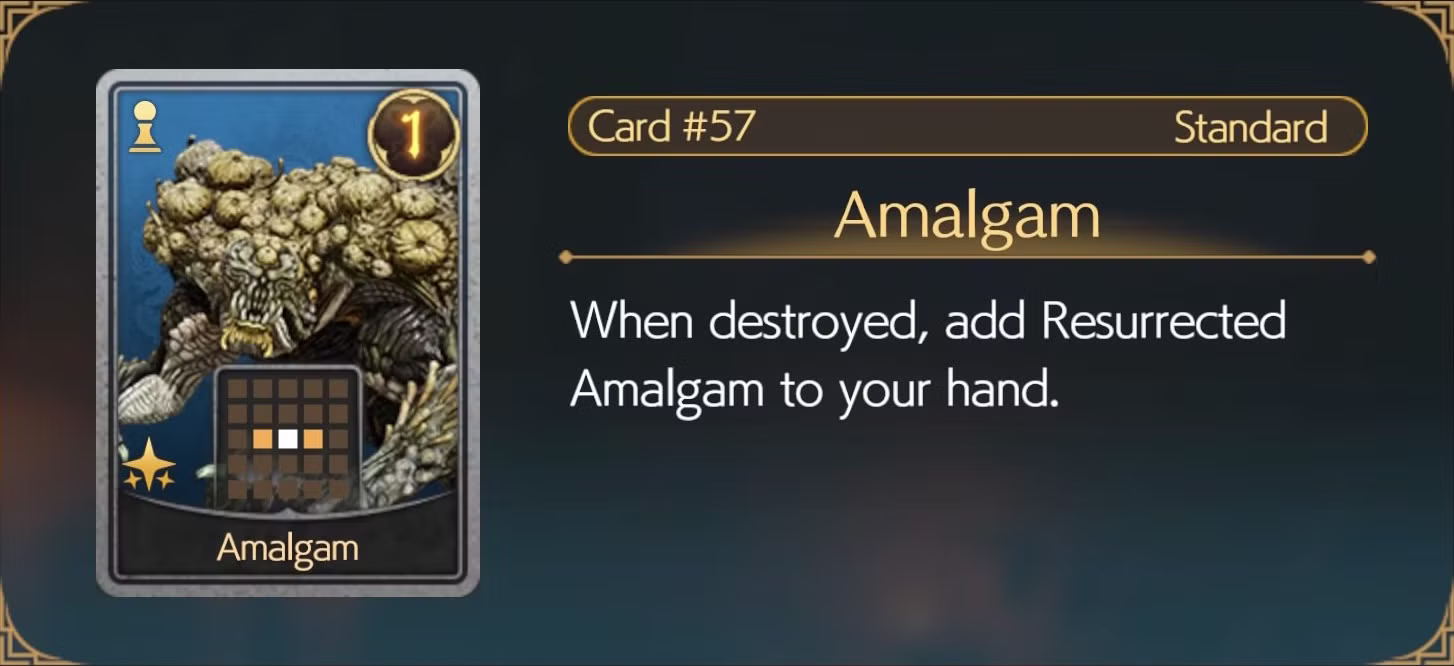 1
Card #57 Standard
Amalgam
When destroyed, add Resurrected
Amalgam to your hand.
Amalgam